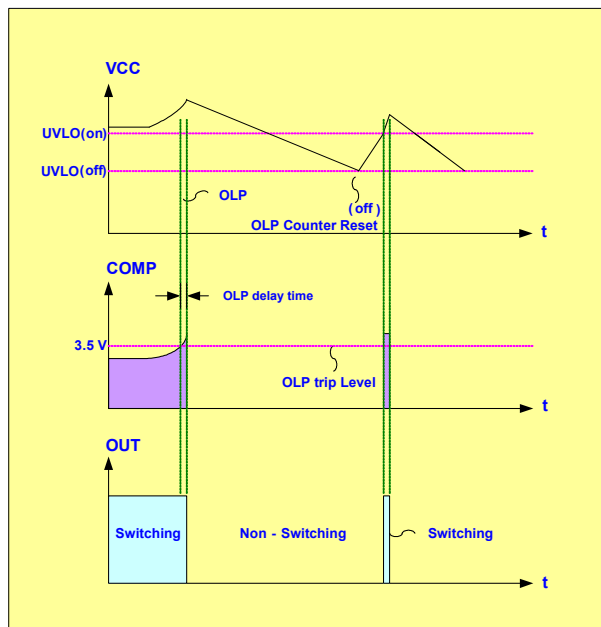 VCC
UVLO(on)
UVLO(off)
OLP
(off)
OLP Counter Reset
t
COMP
OLP delay time
3.5 V
OLP trip Level
t
OUT
Switching
Non - Switching
Switching
t